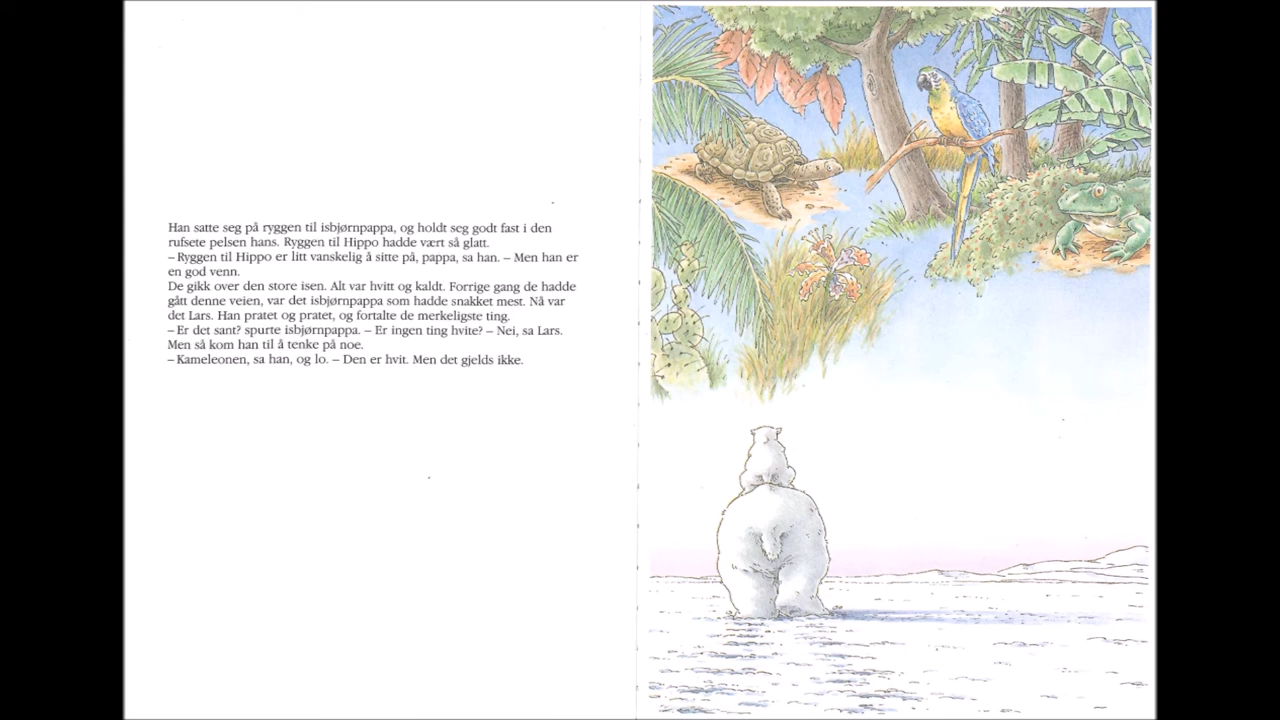 Han satte seg på ryggen til isbjørnpappa, og holdt seg godt fast i den
rufsete pelsen hans. Ryggen til Hippo hadde vært så glatt.
– Ryggen til Hippo er litt vanskelig å sitte på, pappa, sa han. – Men han er
en god venn.
De gikk over den store isen. Alt var hvitt og kaldt. Forrige gang de hadde
gått denne veien, var det isbjørnpappa som hadde snakket mest. Nå var
det Lars. Han pratet og pratet, og fortalte de merkeligste ting.
– Er det sant? spurte isbjørnpappa. – Er ingen ting hvite? – Nei, sa Lars.
Men så kom han til å tenke på noe.
– Kameleonen, sa han, og lo. – Den er hvit. Men det gjelds ikke.